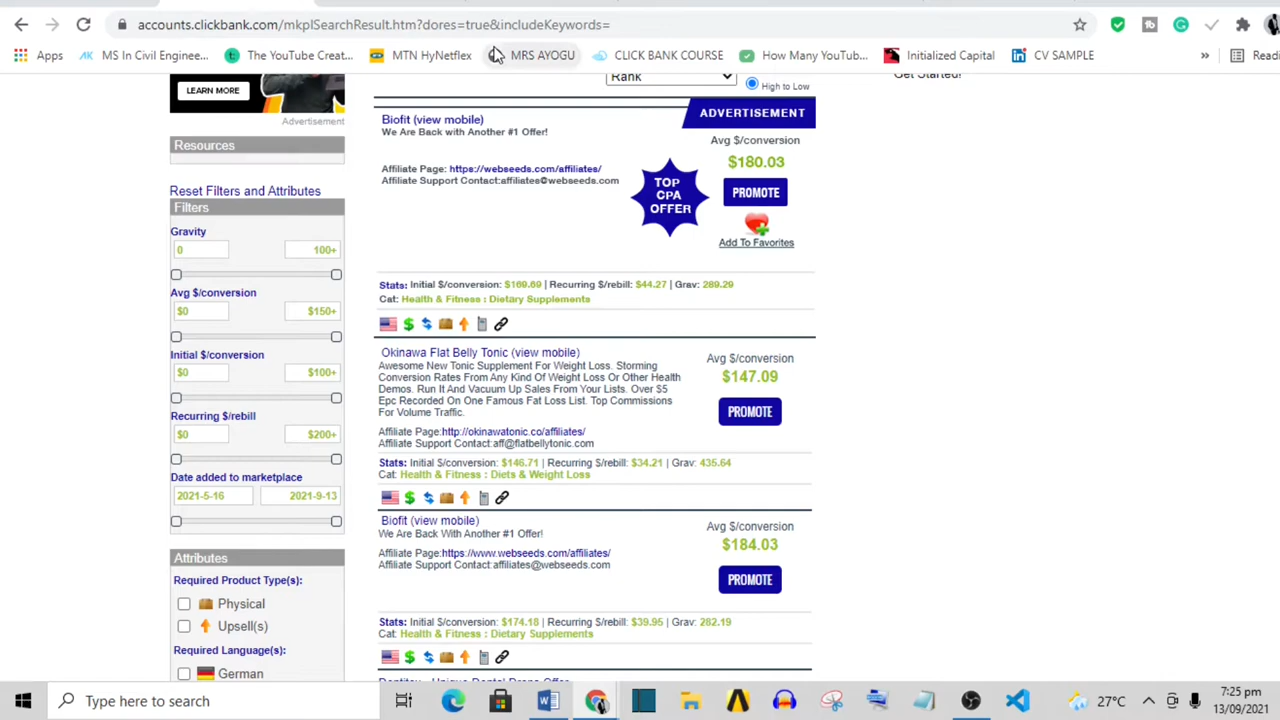 accounts.clickbank.com/mkplSearchResult.htm?dores=true&includeKeywords=
Apps
MS In Civil Enginee...
The YouTube Creat...
MTN HyNetflex
MRS AYOGU
CLICK BANK COURSE
How Many YouTub...
Initialized Capital
CV SAMPLE
»
Readi
LEARN MORE
Advertisement
Resources
Reset Filters and Attributes
Filters
Gravity
0 100+
Avg $/conversion
$0 $150+
Initial $/conversion
$0 $100+
Recurring $/rebill
$0 $200+
Date added to marketplace
2021-5-16 2021-9-13
Attributes
Required Product Type(s):
Physical
Upsell(s)
Required Language(s):
German
Rank
High to Low
Get Started!
ADVERTISEMENT
Biofit (view mobile)
We Are Back with Another #1 Offer!
Affiliate Page: https://webseeds.com/affiliates/
Affiliate Support Contact:affiliates@webseeds.com
TOP
CPA
OFFER
Avg $/conversion
$180.03
PROMOTE
Add To Favorites
Stats: Initial $/conversion: $169.69 | Recurring $/rebill: $44.27 | Grav: 289.29
Cat: Health & Fitness : Dietary Supplements
Okinawa Flat Belly Tonic (view mobile)
Awesome New Tonic Supplement For Weight Loss. Storming
Conversion Rates From Any Kind Of Weight Loss Or Other Health
Demos. Run It And Vacuum Up Sales From Your Lists. Over $5
Epc Recorded On One Famous Fat Loss List. Top Commissions
For Volume Traffic.
Affiliate Page:http://okinawatonic.co/affiliates/
Affiliate Support Contact:aff@flatbellytonic.com
Avg $/conversion
$147.09
PROMOTE
Stats: Initial $/conversion: $146.71 | Recurring $/rebill: $34.21 | Grav: 435.64
Cat: Health & Fitness : Diets & Weight Loss
Biofit (view mobile)
We Are Back With Another #1 Offer!
Affiliate Page:https://www.webseeds.com/affiliates/
Affiliate Support Contact:affiliates@webseeds.com
Avg $/conversion
$184.03
PROMOTE
Stats: Initial $/conversion: $174.18 | Recurring $/rebill: $39.95 | Grav: 282.19
Cat: Health & Fitness : Dietary Supplements
Type here to search
27°C
7:25 pm
13/09/2021